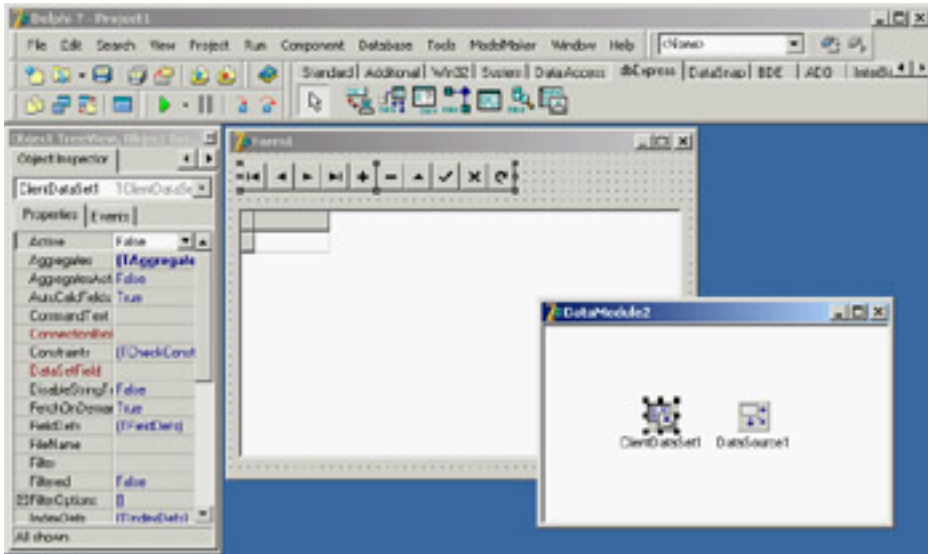 Delphi 7 - Project1
File Edit Search View Project Run Component Database Tools ModelMaker Window Help <None>
Standard Additional Win32 System Data Access dbExpress DataSnap BDE ADO
Object TreeView
Object Inspector
ClientDataSet1
Properties Events
Active False
Aggregates (TAggregate
AggregatesAct False
AutoCalcFields True
CommandText
Constraints (TCheckConst
DataSetField
False
FetchOnDeman True
FieldDefs (TFieldDefs)
FileName
Filter
Filtered False
FilterOptions []
IndexDefs (TIndexDefs)
All shown
Form1
DataModule2
ClientDataSet1 DataSource1